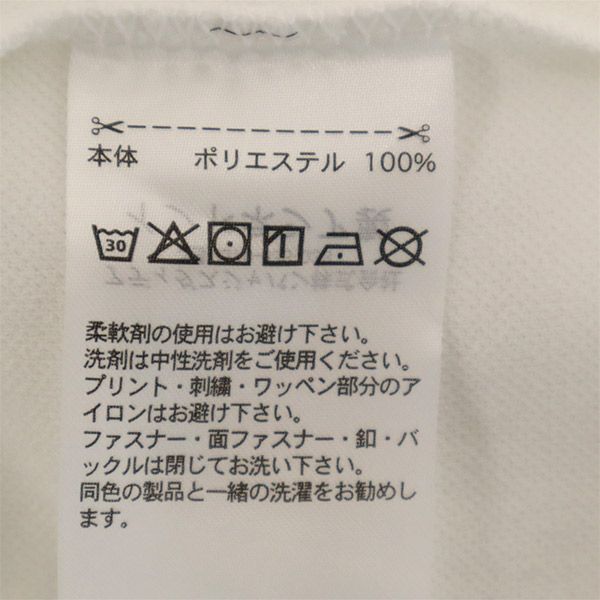 本体 ポリエステル 100%
30
柔軟剤の使用はお避け下さい。
洗剤は中性洗剤をご使用ください。
プリント・刺繍・ワッペン部分のア
イロンはお避け下さい。
ファスナー・面ファスナー・釦・バ
ックルは閉じてお洗い下さい。
同色の製品と一緒の洗濯をお勧めし
ます。